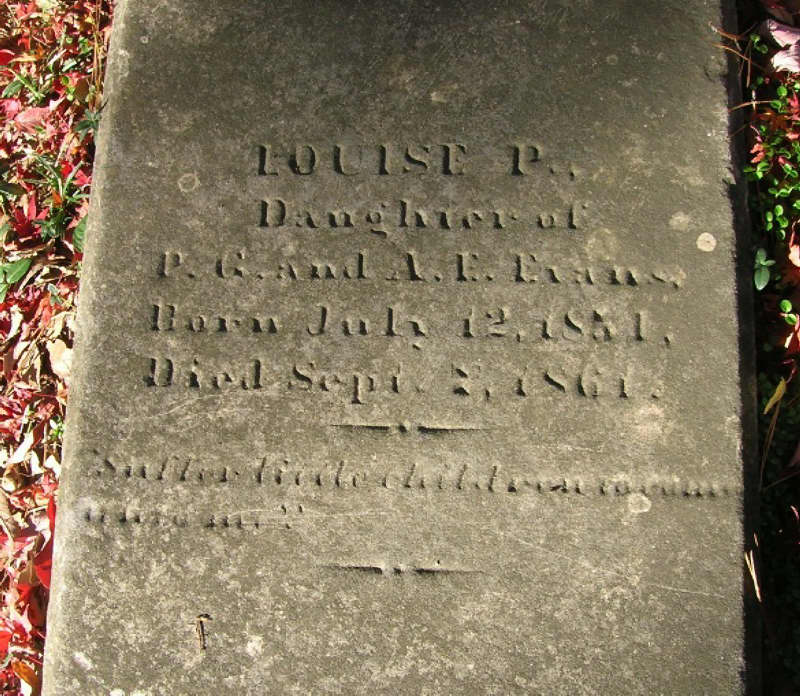 LOUISE P.,
Daughter of
P. G. and A. E. Evans,
Born July 12, 1851,
Died Sept. 2, 1861.
"Suffer little children to come
unto me."